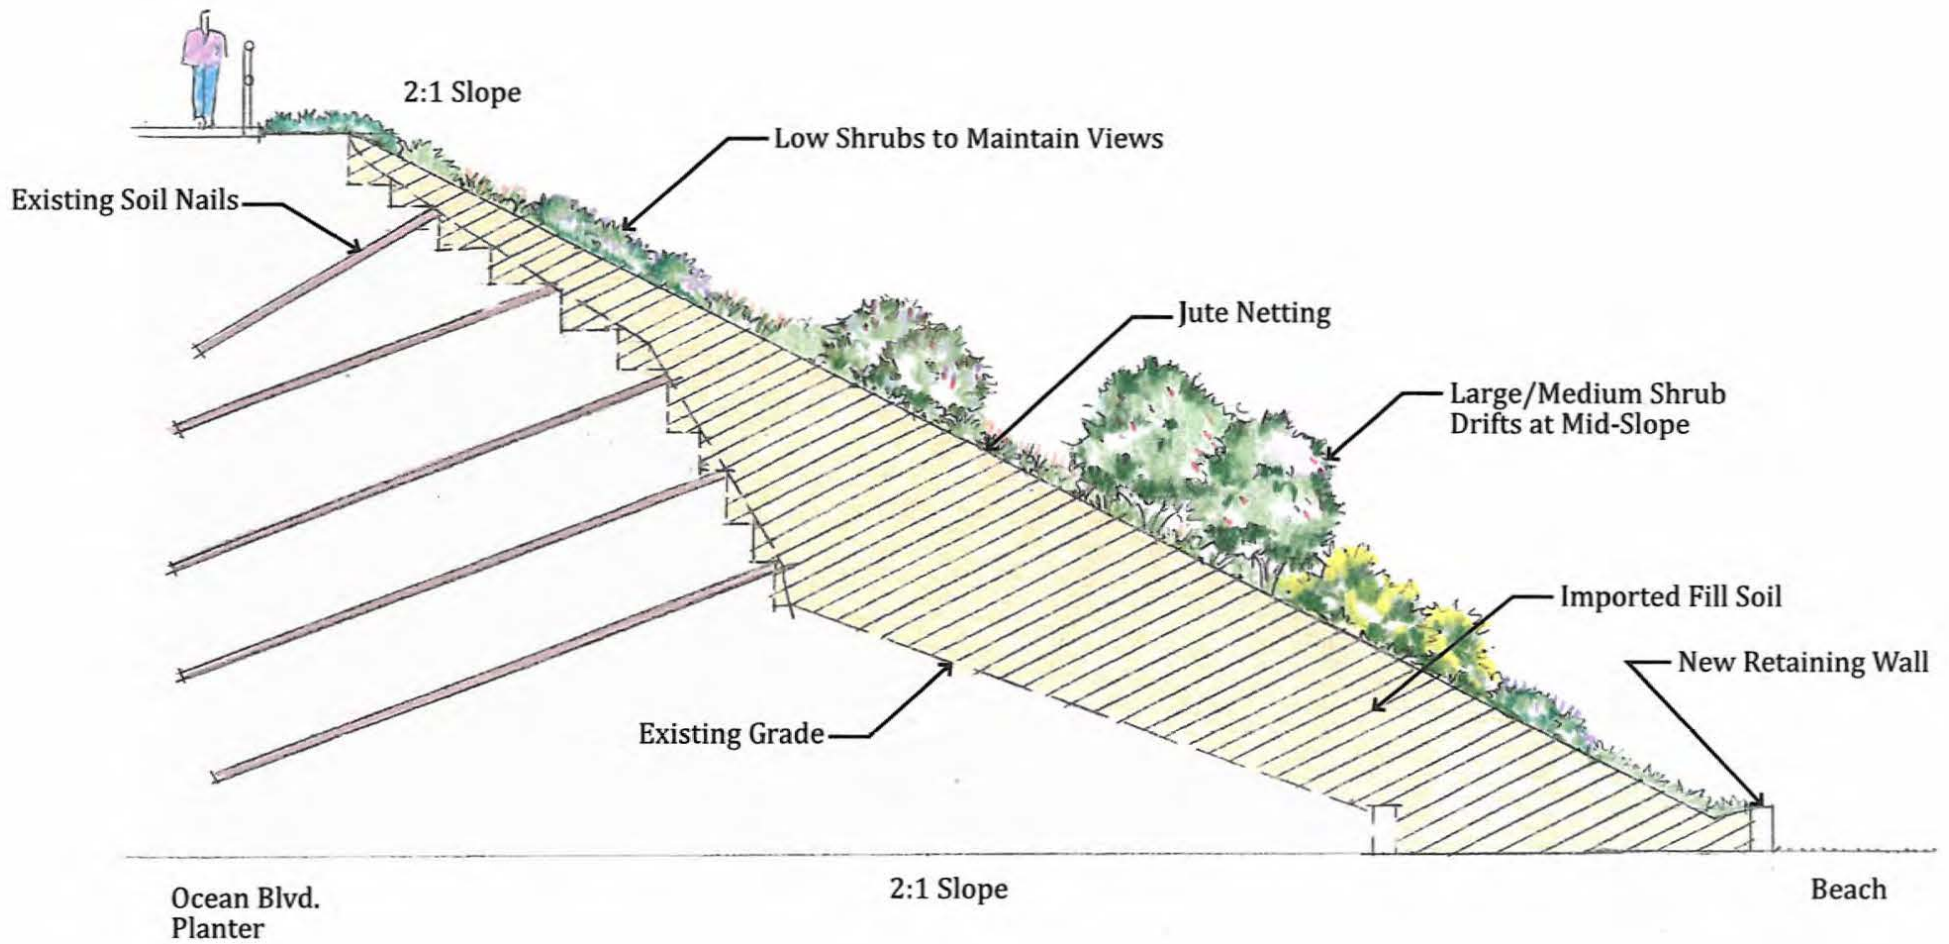 2:1 Slope
Low Shrubs to Maintain Views
Existing Soil Nails
Jute Netting
Large/Medium Shrub
Drifts at Mid-Slope
Imported Fill Soil
New Retaining Wall
Existing Grade
Ocean Blvd.
Planter
2:1 Slope
Beach